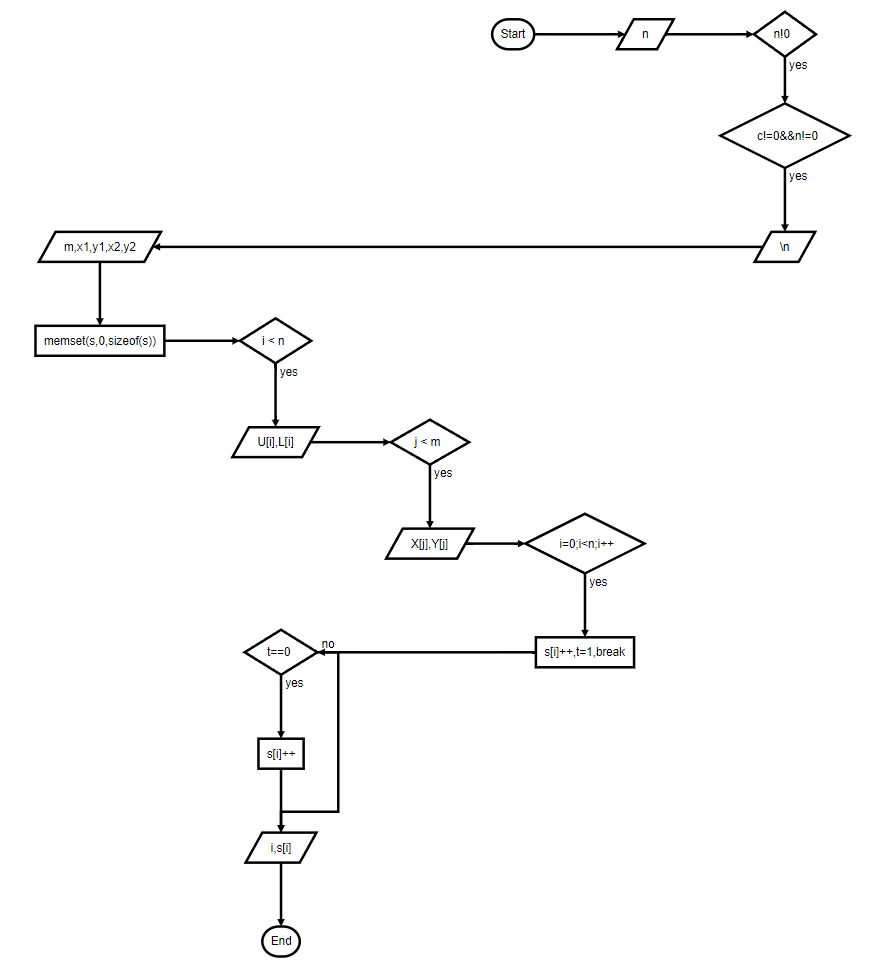 Start
n
n!0
yes
c!=0&&n!=0
yes
\n
m,x1,y1,x2,y2
memset(s,0,sizeof(s))
i < n
yes
U[i],L[i]
j < m
yes
X[j],Y[j]
i=0;i<n;i++
yes
s[i]++,t=1,break
no
t==0
yes
s[i]++
i,s[i]
End